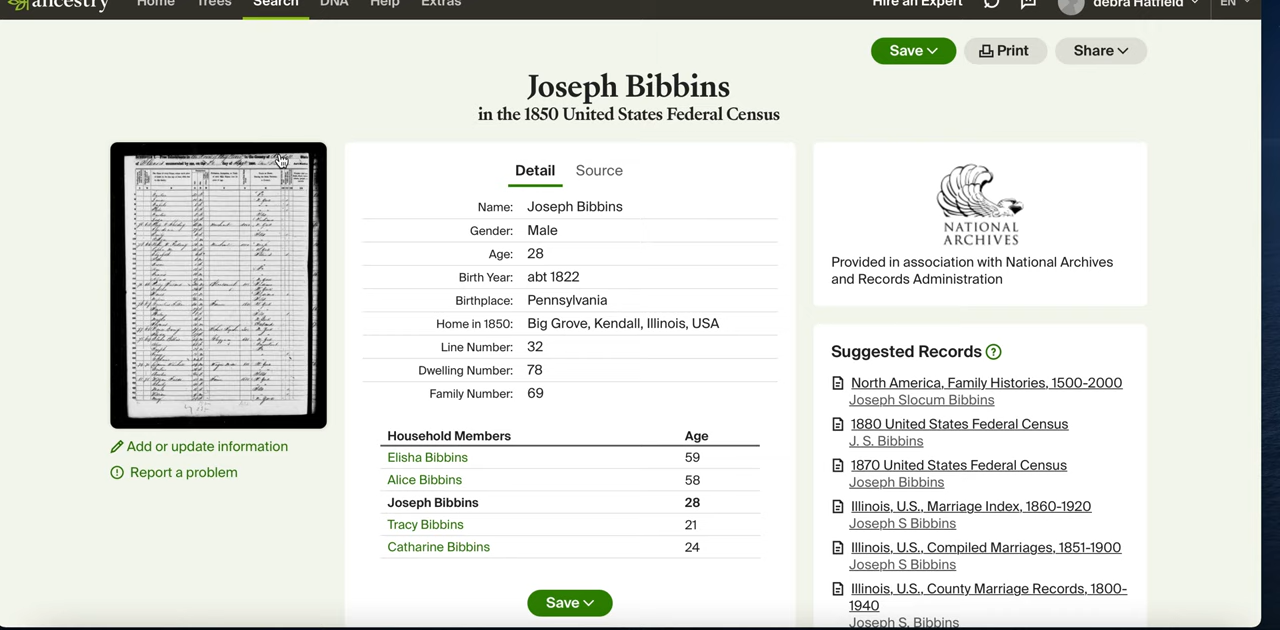 ancestry
Home Trees Search DNA Help Extras
Hire an Expert
debra Hatfield
EN
Save
Print
Share
Joseph Bibbins
in the 1850 United States Federal Census
Detail
Source
Name: Joseph Bibbins
Gender: Male
Age: 28
Birth Year: abt 1822
Birthplace: Pennsylvania
Home in 1850: Big Grove, Kendall, Illinois, USA
Line Number: 32
Dwelling Number: 78
Family Number: 69
Household Members Age
Elisha Bibbins 59
Alice Bibbins 58
Joseph Bibbins 28
Tracy Bibbins 21
Catharine Bibbins 24
Save
Add or update information
Report a problem
NATIONAL
ARCHIVES
Provided in association with National Archives
and Records Administration
Suggested Records ?
North America, Family Histories, 1500-2000
Joseph Slocum Bibbins
1880 United States Federal Census
J. S. Bibbins
1870 United States Federal Census
Joseph Bibbins
Illinois, U.S., Marriage Index, 1860-1920
Joseph S Bibbins
Illinois, U.S., Compiled Marriages, 1851-1900
Joseph S Bibbins
Illinois, U.S., County Marriage Records, 1800-
1940
Joseph S. Bibbins